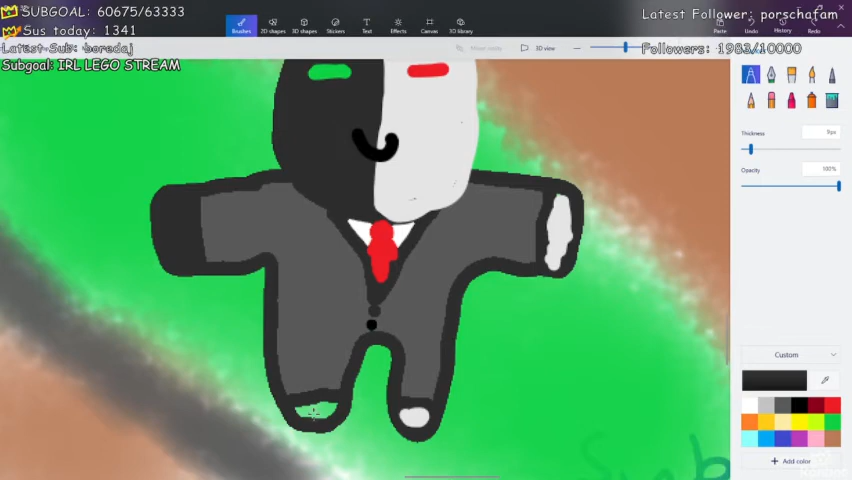 SUBGOAL: 60675/63333
Sus today: 1341
Latest-Sub: boredaj
Subgoal: IRL LEGO STREAM
Latest Follower: porschafam
Followers: 1983/10000
Brushes
2D shapes
3D shapes
Stickers
Text
Effects
Canvas
3D library
Paste
Undo
History
Redo
3D view
Thickness
9px
Opacity
100%
Custom
Add color